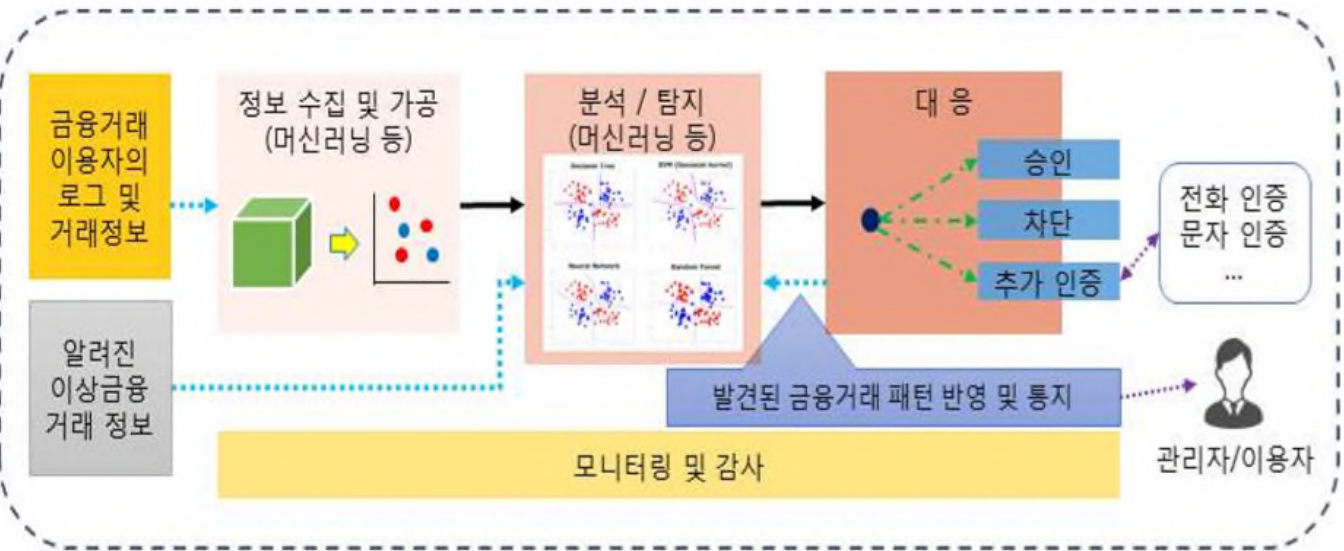 금융거래
이용자의
로그 및
거래정보
알려진
이상금융
거래 정보
정보 수집 및 가공
(머신러닝 등)
분석 / 탐지
(머신러닝 등)
Decision Tree
SVM (Gaussian kernel)
Neural Network
Random Forest
대 응
승인
차단
추가 인증
전화 인증
문자 인증
...
발견된 금융거래 패턴 반영 및 통지
관리자/이용자
모니터링 및 감사